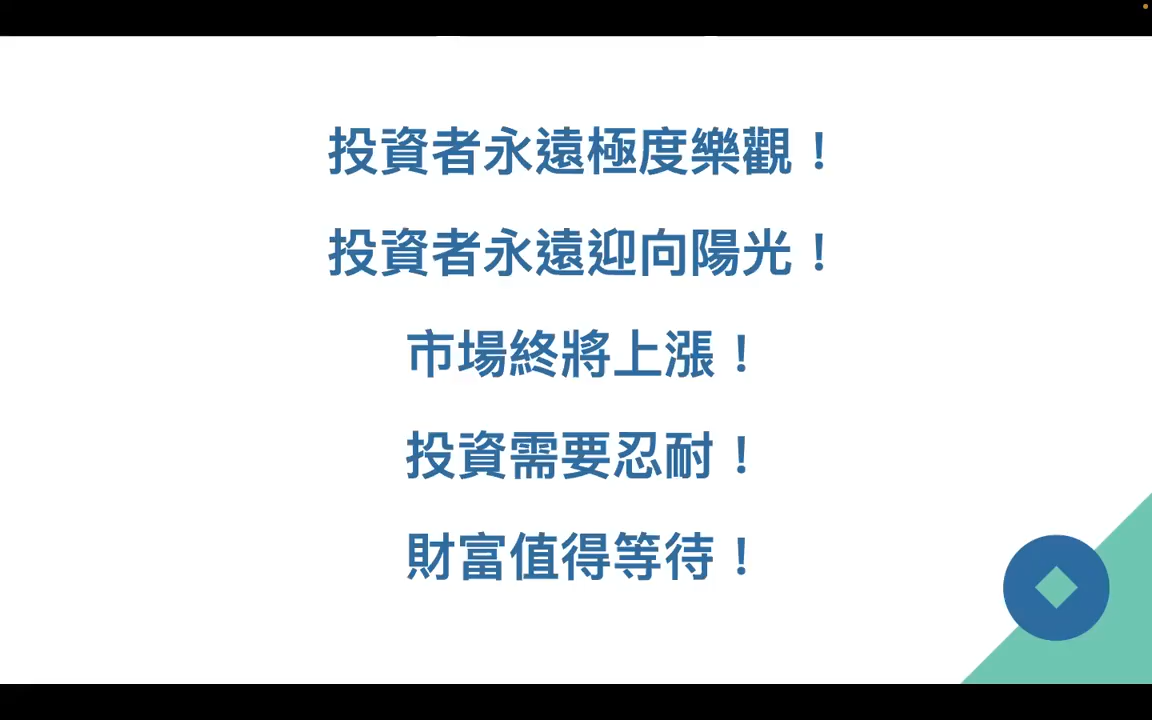 投資者永遠極度樂觀！
投資者永遠迎向陽光！
市場終將上漲！
投資需要忍耐！
財富值得等待！